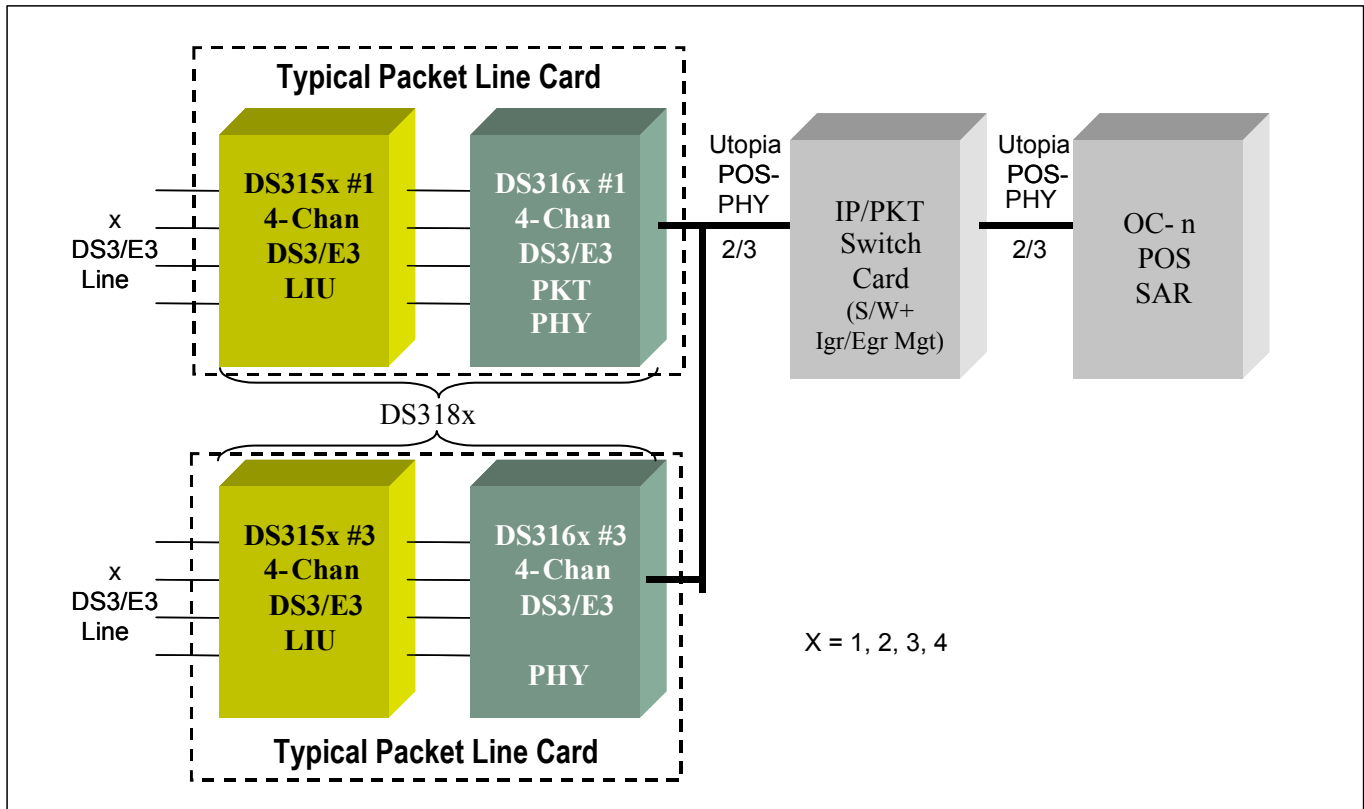 Typical Packet Line Card
DS315x #1
4-Chan
DS3/E3
LIU
DS316x #1
4-Chan
DS3/E3
PKT
PHY
x
DS3/E3
Line
Utopia
POS-
PHY
2/3
IP/PKT
Switch
Card
(S/W+
Igr/Egr Mgt)
Utopia
POS-
PHY
2/3
OC- n
POS
SAR
DS318x
DS315x #3
4-Chan
DS3/E3
LIU
DS316x #3
4-Chan
DS3/E3
PHY
x
DS3/E3
Line
X = 1, 2, 3, 4
Typical Packet Line Card